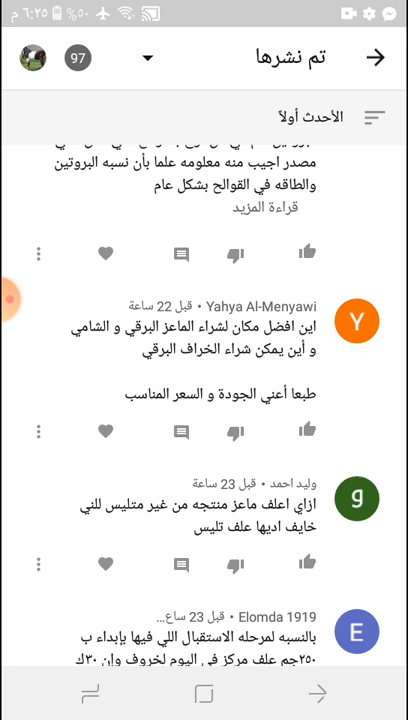 ٦:٢٥ م ٥٠٪
تم نشرها
97
الأحدث أولاً
مصدر اجيب منه معلومه علما بأن نسبه البروتين
والطاقه في القوالح بشكل عام
قراءة المزيد
Yahya Al-Menyawi • قبل 22 ساعة
Y
اين افضل مكان لشراء الماعز البرقي و الشامي
و أين يمكن شراء الخراف البرقي
طبعا أعني الجودة و السعر المناسب
وليد احمد • قبل 23 ساعة
g
ازاي اعلف ماعز منتجه من غير متليس للني
خايف اديها علف تليس
Elomda 1919 • قبل 23 ساع...
E
بالنسبه لمرحله الاستقبال اللي فيها بإبداء ب
٢٥٠جم علف مركز في اليوم لخروف وزن ٣٠ك